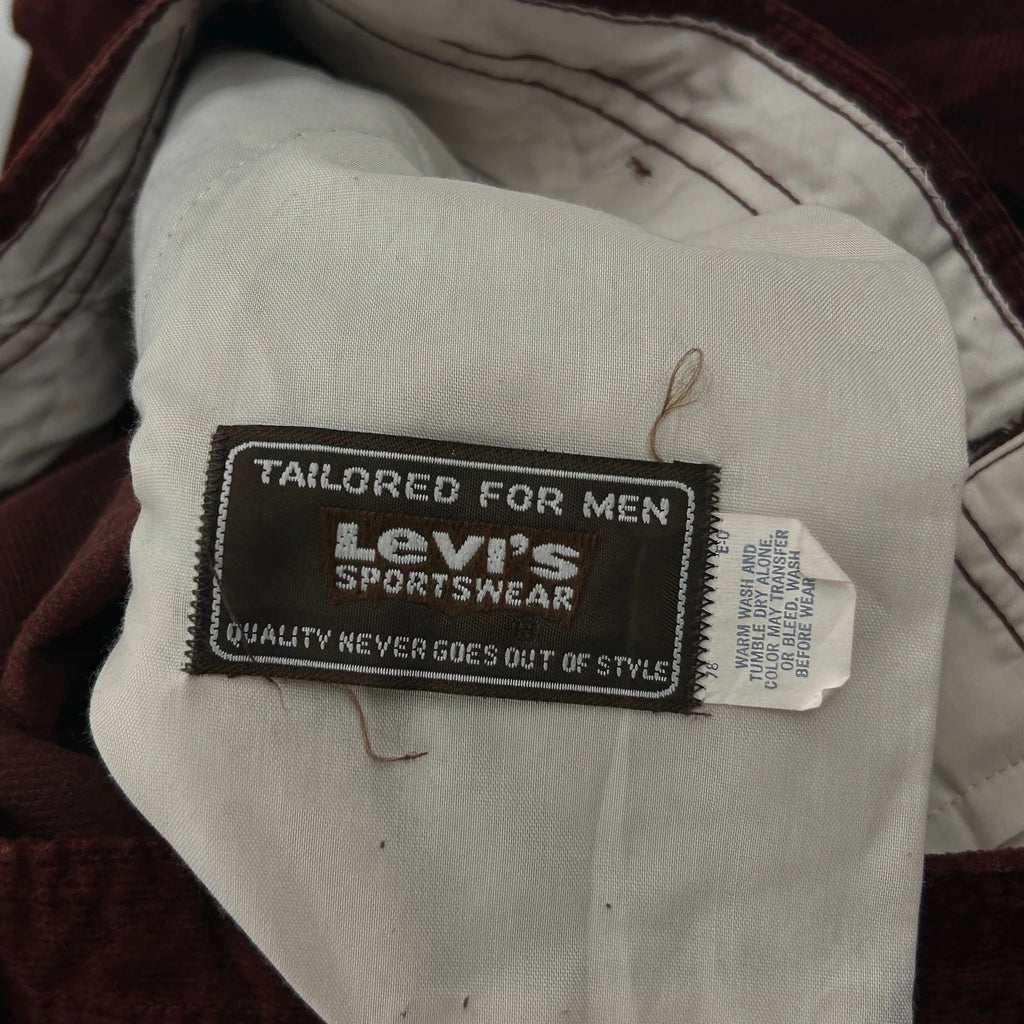 TAILORED FOR MEN
LEVI'S
SPORTSWEAR
QUALITY NEVER GOES OUT OF STYLE
WARM WASH AND
TUMBLE DRY ALONE.
COLOR MAY TRANSFER
OR BLEED. WASH
BEFORE WEAR